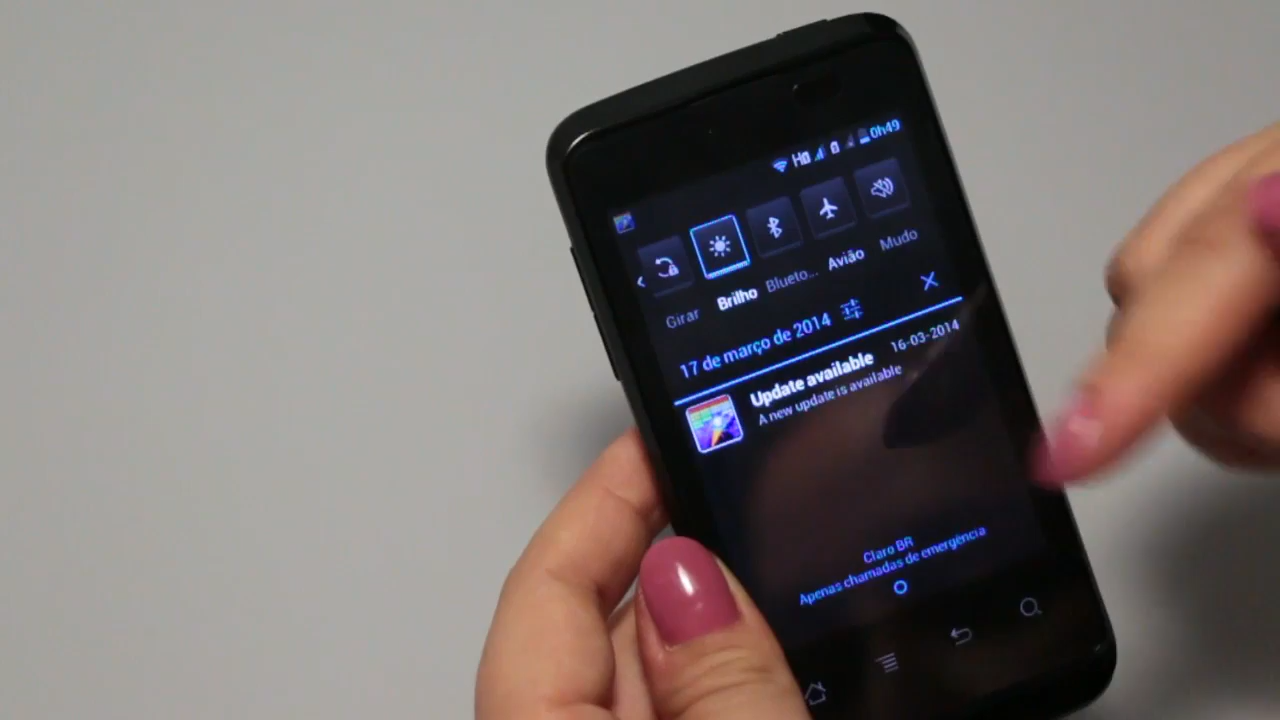 H 0h49
Girar Brilho Blueto... Avião Mudo
17 de março de 2014
Update available 16-03-2014
A new update is available
Claro BR
Apenas chamadas de emergência